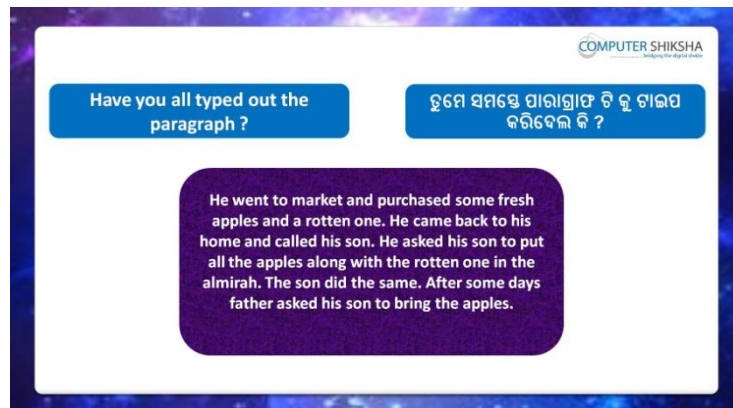 COMPUTER SHIKSHA
bridging the digital divide
Have you all typed out the
paragraph ?
ତୁମେ ସମସ୍ତେ ପାରାଗ୍ରାଫ ଟି କୁ ଟାଇପ
କରିଦେଲ କି ?
He went to market and purchased some fresh
apples and a rotten one. He came back to his
home and called his son. He asked his son to put
all the apples along with the rotten one in the
almirah. The son did the same. After some days
father asked his son to bring the apples.